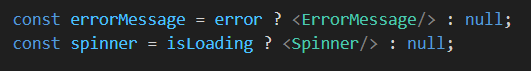 const errorMessage = error ? <ErrorMessage/> : null;
const spinner = isLoading ? <Spinner/> : null;